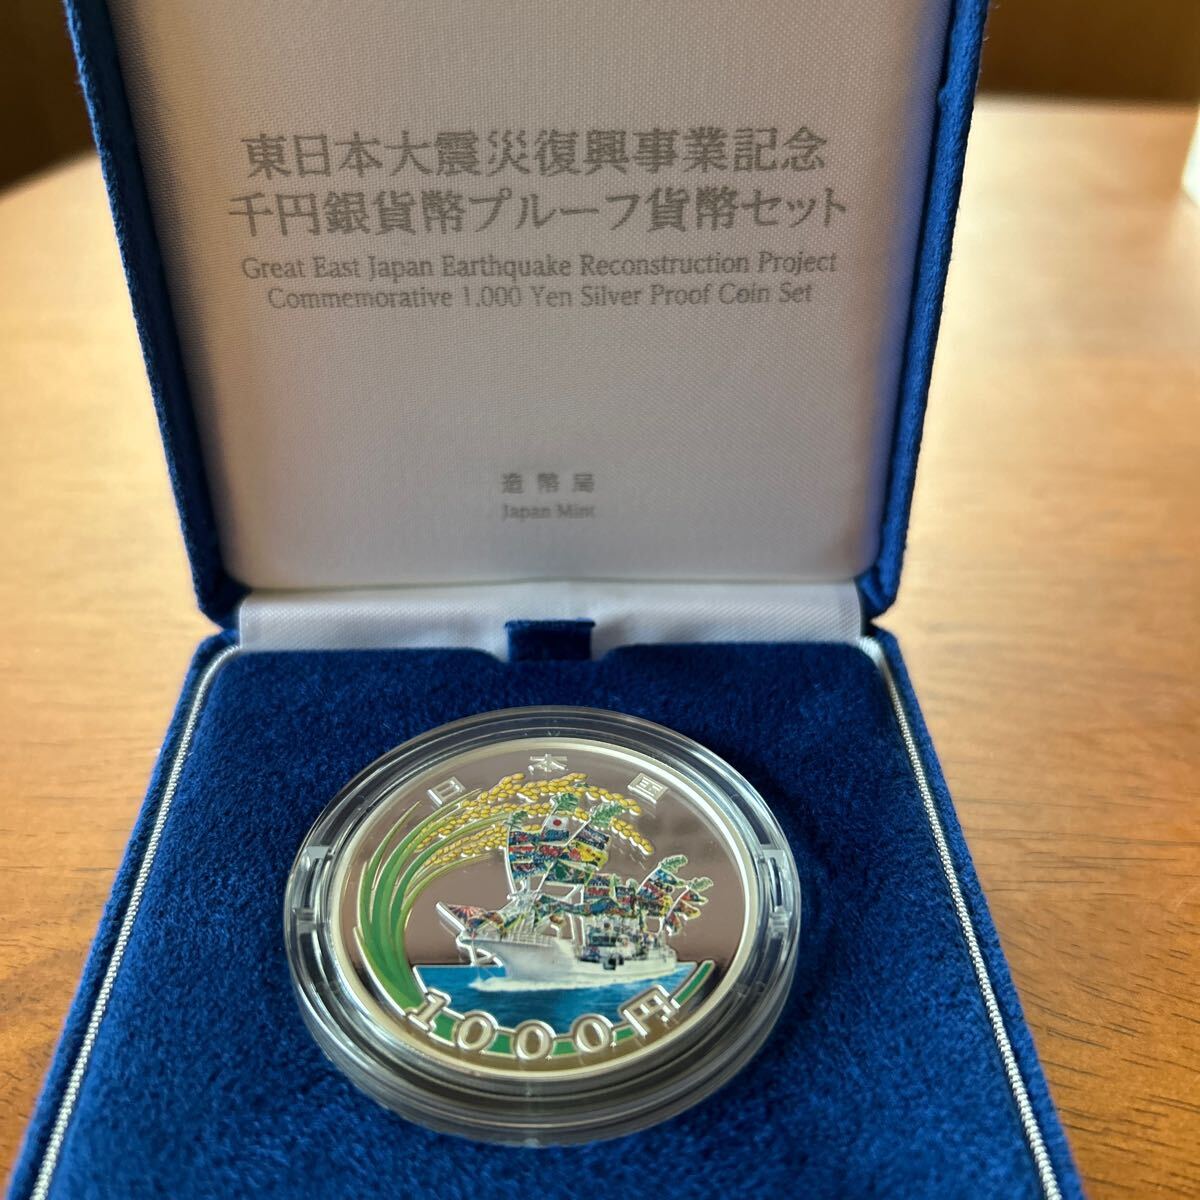 東日本大震災復興事業記念
千円銀貨幣プルーフ貨幣セット
Great East Japan Earthquake Reconstruction Project
Commemorative 1,000 Yen Silver Proof Coin Set
造幣局
Japan Mint
日本国
1000円